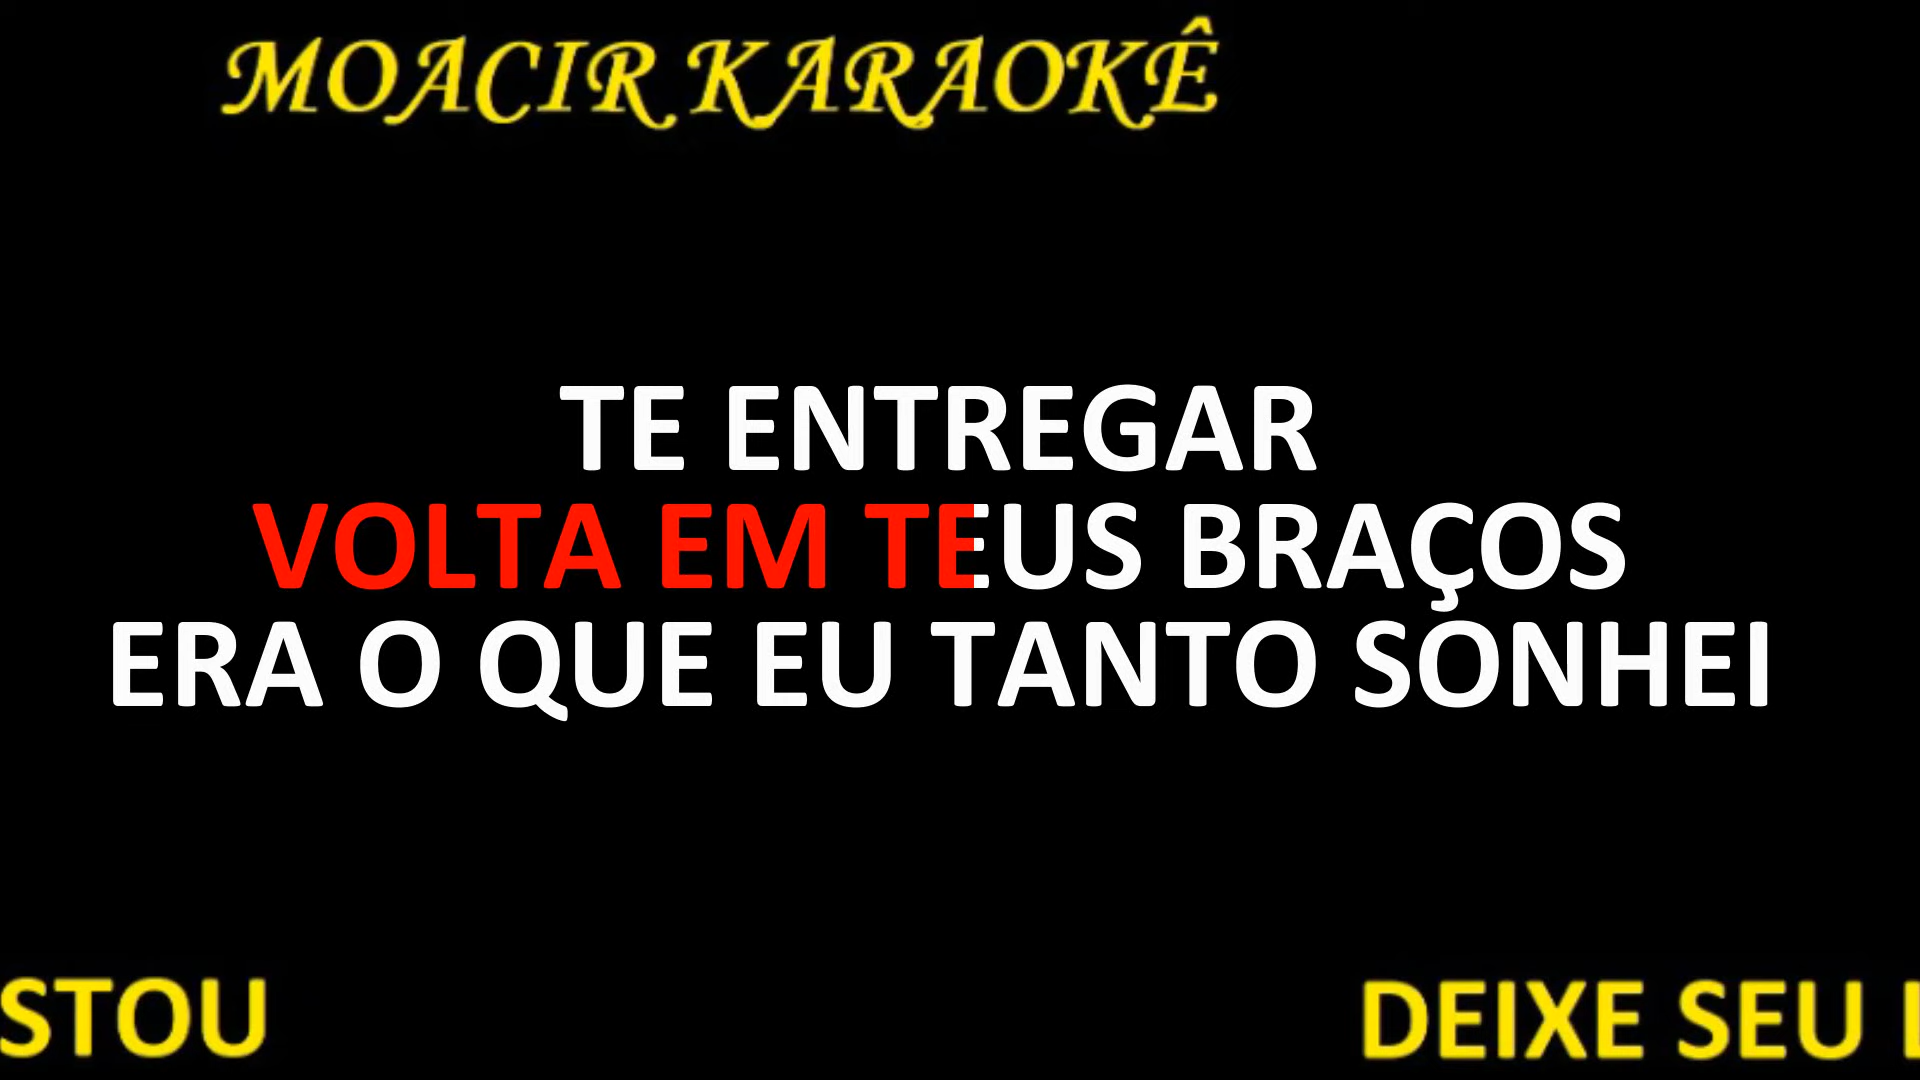 MOACIR KARAOKÊ
TE ENTREGAR
VOLTA EM TEUS BRAÇOS
ERA O QUE EU TANTO SONHEI
STOU DEIXE SEU